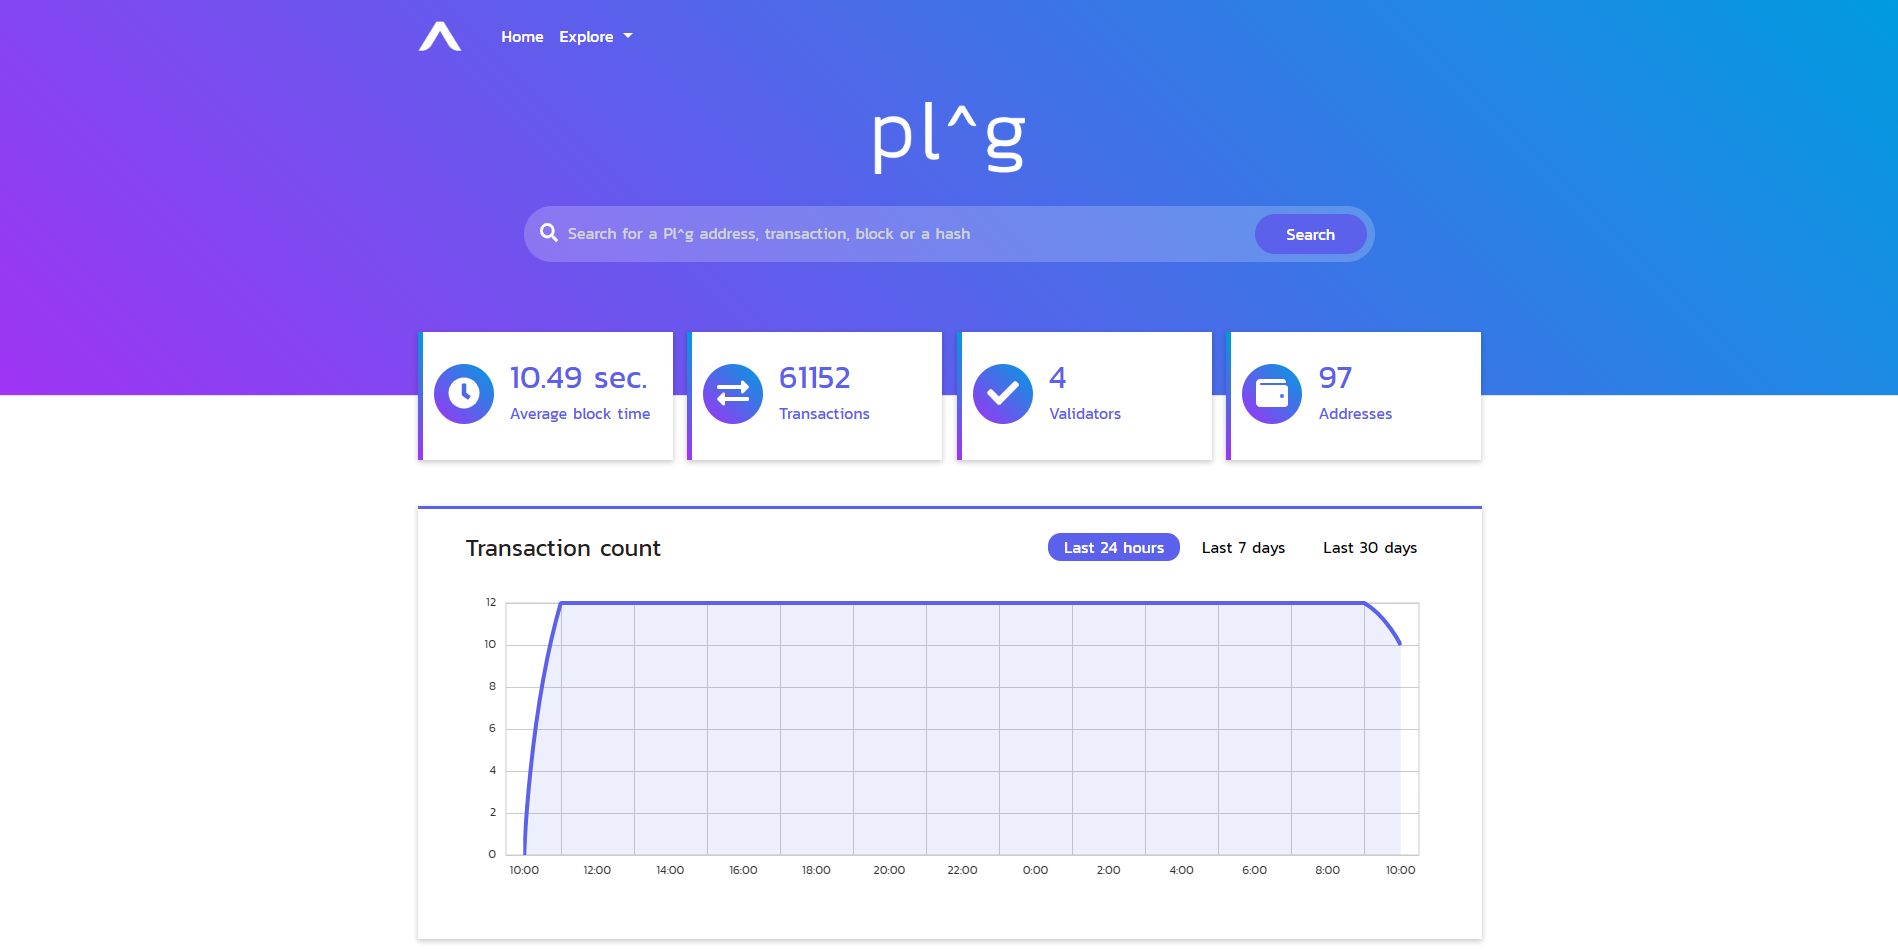 Home Explore
pl^g
Search for a Pl^g address, transaction, block or a hash Search
10.49 sec.
Average block time
61152
Transactions
4
Validators
97
Addresses
Transaction count Last 24 hours Last 7 days Last 30 days
12
10
8
6
4
2
0
10:00 12:00 14:00 16:00 18:00 20:00 22:00 0:00 2:00 4:00 6:00 8:00 10:00